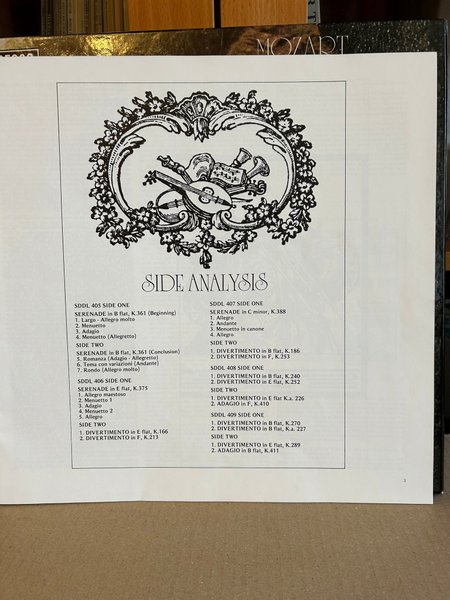 MOZART
SIDE ANALYSIS
SDDL 405 SIDE ONE
SERENADE in B flat, K.361 (Beginning)
1. Largo - Allegro molto
2. Menuetto
3. Adagio
4. Menuetto (Allegretto)
SIDE TWO
SERENADE in B flat, K.361 (Conclusion)
5. Romanza (Adagio - Allegretto)
6. Tema con variazioni (Andante)
7. Rondo (Allegro molto)
SDDL 406 SIDE ONE
SERENADE in E flat, K.375
1. Allegro maestoso
2. Menuetto 1
3. Adagio
4. Menuetto 2
5. Allegro
SIDE TWO
1. DIVERTIMENTO in E flat, K.166
2. DIVERTIMENTO in F, K.213
SDDL 407 SIDE ONE
SERENADE in C minor, K.388
1. Allegro
2. Andante
3. Menuetto in canone
4. Allegro
SIDE TWO
1. DIVERTIMENTO in B flat, K.186
2. DIVERTIMENTO in F, K.253
SDDL 408 SIDE ONE
1. DIVERTIMENTO in B flat, K.240
2. DIVERTIMENTO in E flat, K.252
SIDE TWO
1. DIVERTIMENTO in E flat K.a. 226
2. ADAGIO in F, K.410
SDDL 409 SIDE ONE
1. DIVERTIMENTO in B flat, K.270
2. DIVERTIMENTO in B flat, K.a. 227
SIDE TWO
1. DIVERTIMENTO in E flat, K.289
2. ADAGIO in B flat, K.411
3